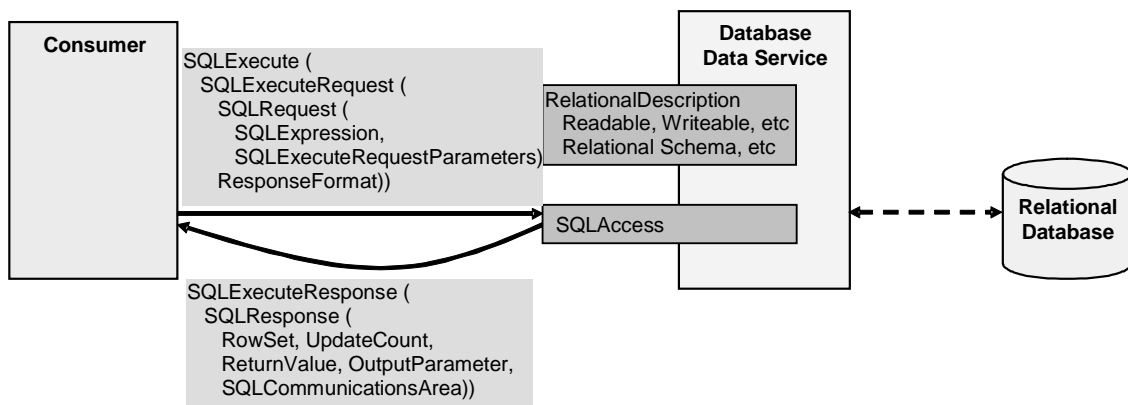 Consumer
SQLExecute (
SQLExecuteRequest (
SQLRequest (
SQLExpression,
SQLExecuteRequestParameters)
ResponseFormat))
Database
Data Service
RelationalDescription
Readable, Writeable, etc
Relational Schema, etc
SQLAccess
Relational
Database
SQLExecuteResponse (
SQLResponse (
RowSet, UpdateCount,
ReturnValue, OutputParameter,
SQLCommunicationsArea))